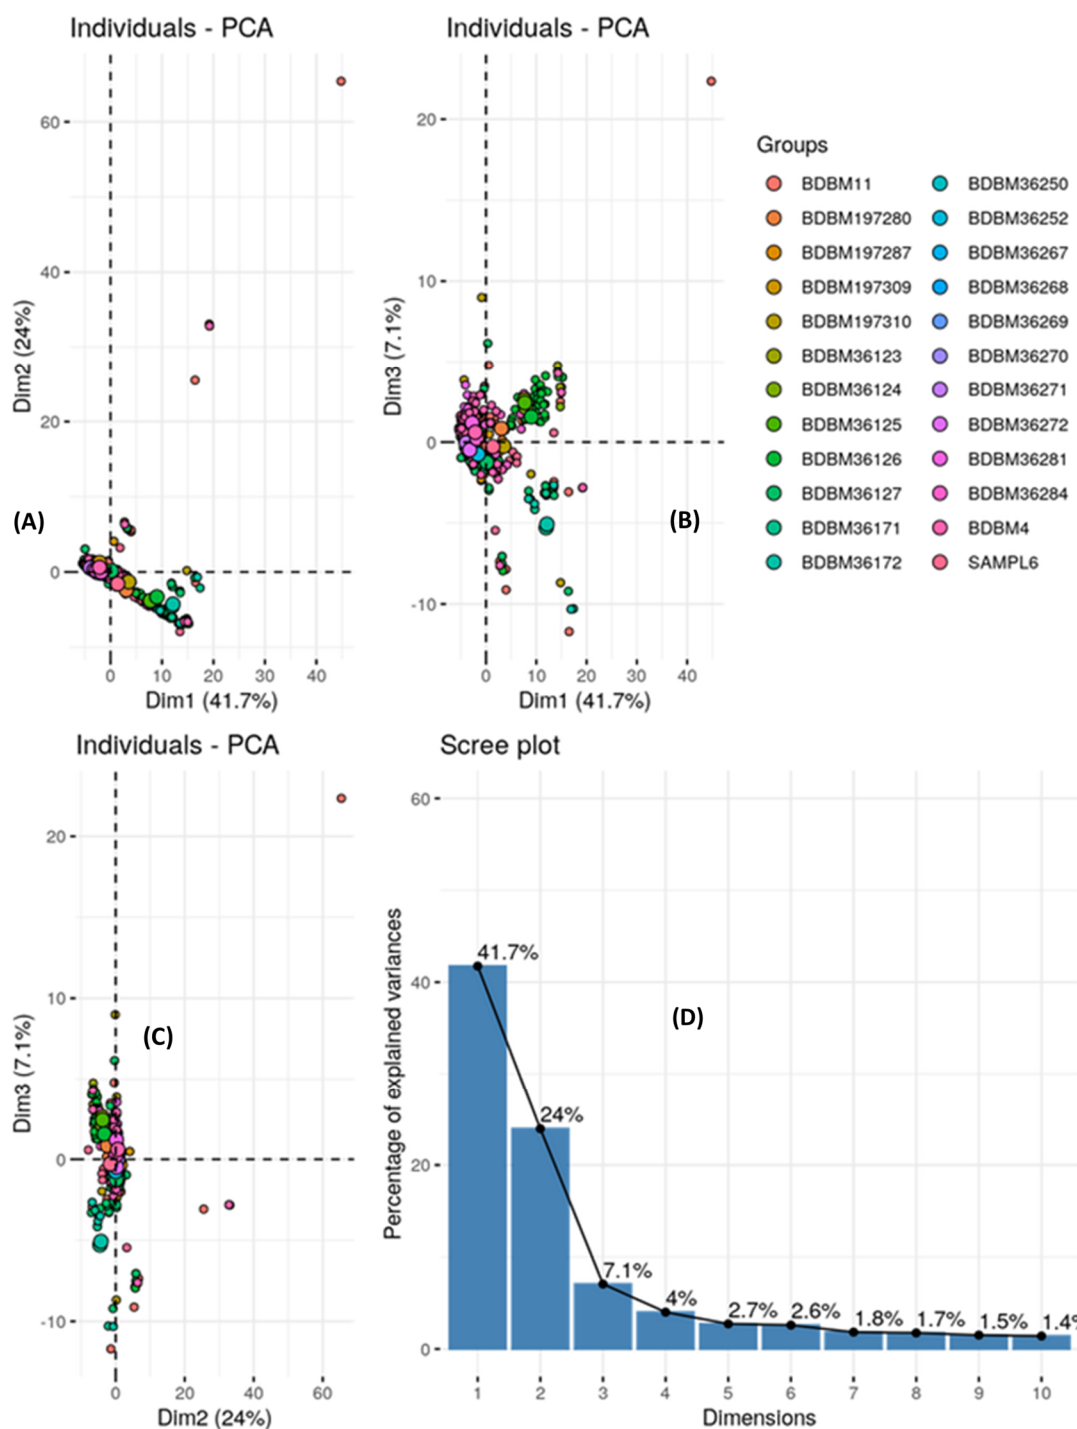 Individuals - PCA
Dim2 (24%)
60
40
20
0
0 10 20 30 40
Dim1 (41.7%)
(A)
Individuals - PCA
Dim3 (7.1%)
20
10
0
-10
0 10 20 30 40
Dim1 (41.7%)
(B)
Groups
BDBM11
BDBM197280
BDBM197287
BDBM197309
BDBM197310
BDBM36123
BDBM36124
BDBM36125
BDBM36126
BDBM36127
BDBM36171
BDBM36172
BDBM36250
BDBM36252
BDBM36267
BDBM36268
BDBM36269
BDBM36270
BDBM36271
BDBM36272
BDBM36281
BDBM36284
BDBM4
SAMPL6
Individuals - PCA
Dim3 (7.1%)
20
10
0
-10
0 20 40 60
Dim2 (24%)
(C)
Scree plot
Percentage of explained variances
60
40
20
0
41.7%
24%
7.1%
4%
2.7%
2.6%
1.8%
1.7%
1.5%
1.4%
(D)
1 2 3 4 5 6 7 8 9 10
Dimensions